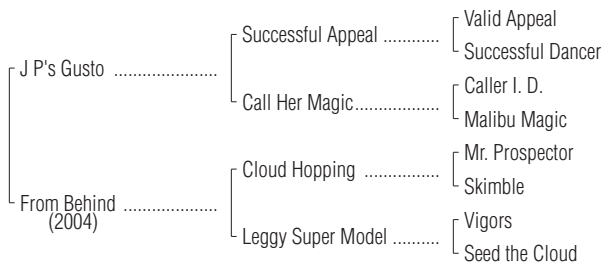 Valid Appeal
Successful Appeal ............
Successful Dancer
J P's Gusto ......................
Caller I. D.
Call Her Magic..................
Malibu Magic
Mr. Prospector
Cloud Hopping ................
Skimble
From Behind ....................
(2004)
Vigors
Leggy Super Model ..........
Seed the Cloud